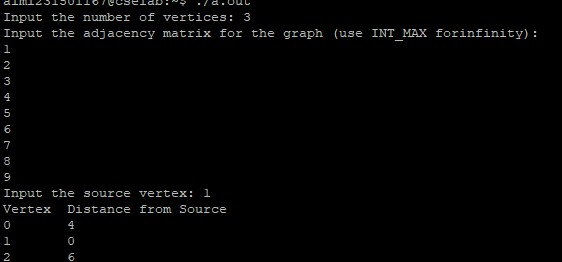 aim1231501167@cselab:~$ ./a.out
Input the number of vertices: 3
Input the adjacency matrix for the graph (use INT_MAX forinfinity):
1
2
3
4
5
6
7
8
9
Input the source vertex: 1
Vertex  Distance from Source
0       4
1       0
2       6